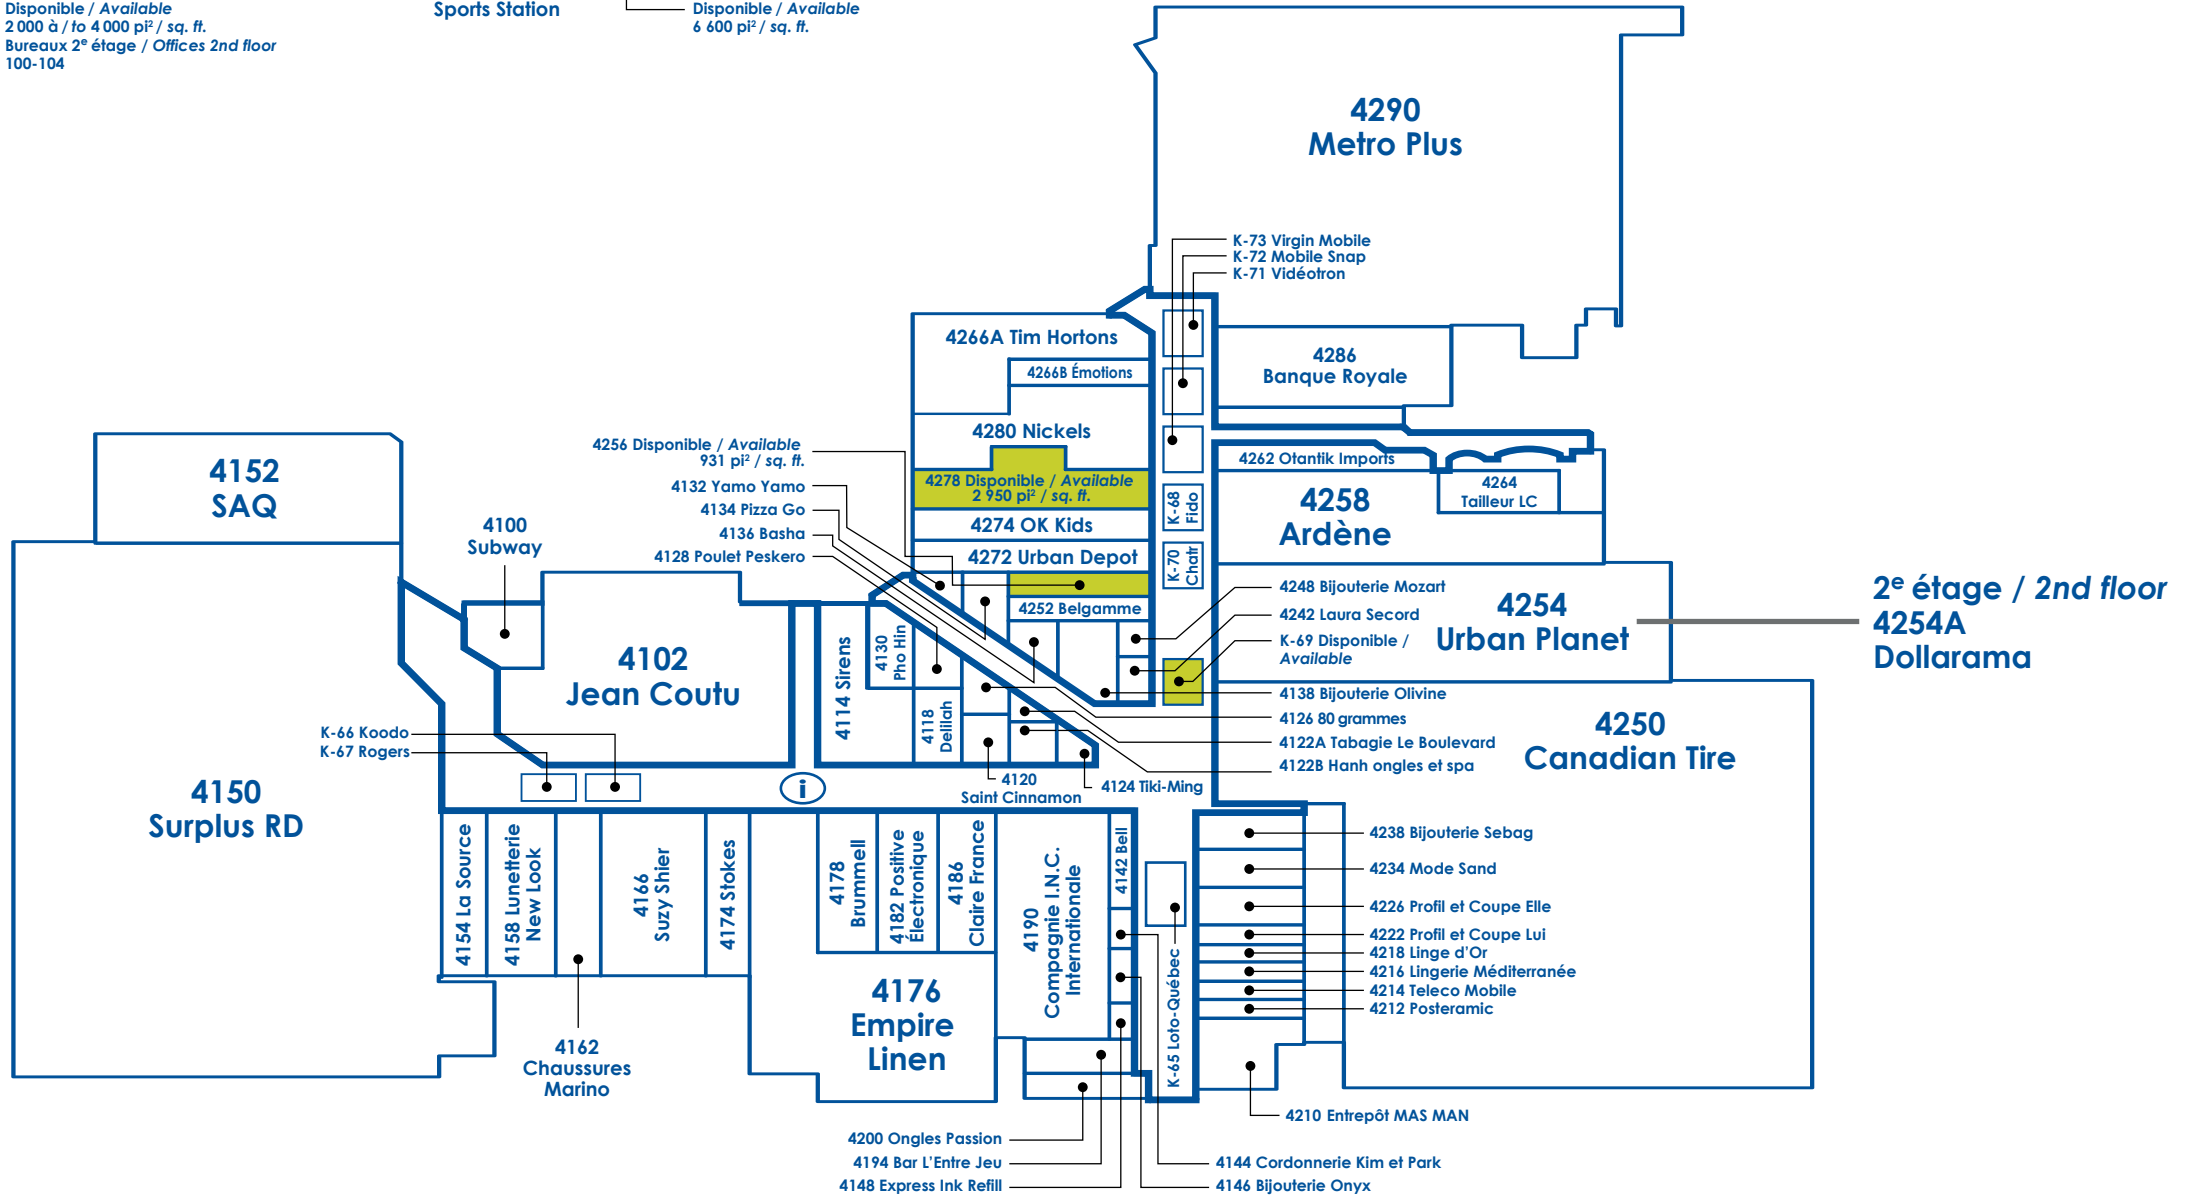 Disponible / Available
2 000 à / to 4 000 pi² / sq. ft.
Bureaux 2e étage / Offices 2nd floor
100-104
Sports Station
Disponible / Available
6 600 pi² / sq. ft.
4290
Metro Plus
K-73 Virgin Mobile
K-72 Mobile Snap
K-71 Vidéotron
4266A Tim Hortons
4266B Émotions
4286
Banque Royale
4280 Nickels
4256 Disponible / Available
931 pi² / sq. ft.
4132 Yamo Yamo
4134 Pizza Go
4136 Basha
4128 Poulet Peskero
4278 Disponible / Available
2 950 pi² / sq. ft.
4274 OK Kids
4272 Urban Depot
4252 Belgamme
K-68
Fido
K-70
Chatr
4262 Otantik Imports
4264
Tailleur LC
4258
Ardène
4152
SAQ
4100
Subway
4102
Jean Coutu
4114 Sirens
4130
Pho Hin
4118
Delilah
4248 Bijouterie Mozart
4242 Laura Secord
K-69 Disponible /
Available
4254
Urban Planet
2e étage / 2nd floor
4254A
Dollarama
4138 Bijouterie Olivine
4126 80 grammes
4122A Tabagie Le Boulevard
4122B Hanh ongles et spa
4250
Canadian Tire
K-66 Koodo
K-67 Rogers
i
4120
Saint Cinnamon
4124 Tiki-Ming
4150
Surplus RD
4154 La Source
4158 Lunetterie
New Look
4166
Suzy Shier
4174 Stokes
4178
Brummell
4182 Positive
Électronique
4186
Claire France
4190
Compagnie I.N.C.
Internationale
4142 Bell
K-65 Loto-Québec
4238 Bijouterie Sebag
4234 Mode Sand
4226 Profil et Coupe Elle
4222 Profil et Coupe Lui
4218 Linge d'Or
4216 Lingerie Méditerranée
4214 Teleco Mobile
4212 Posteramic
4176
Empire
Linen
4162
Chaussures
Marino
4210 Entrepôt MAS MAN
4200 Ongles Passion
4194 Bar L'Entre Jeu
4148 Express Ink Refill
4144 Cordonnerie Kim et Park
4146 Bijouterie Onyx